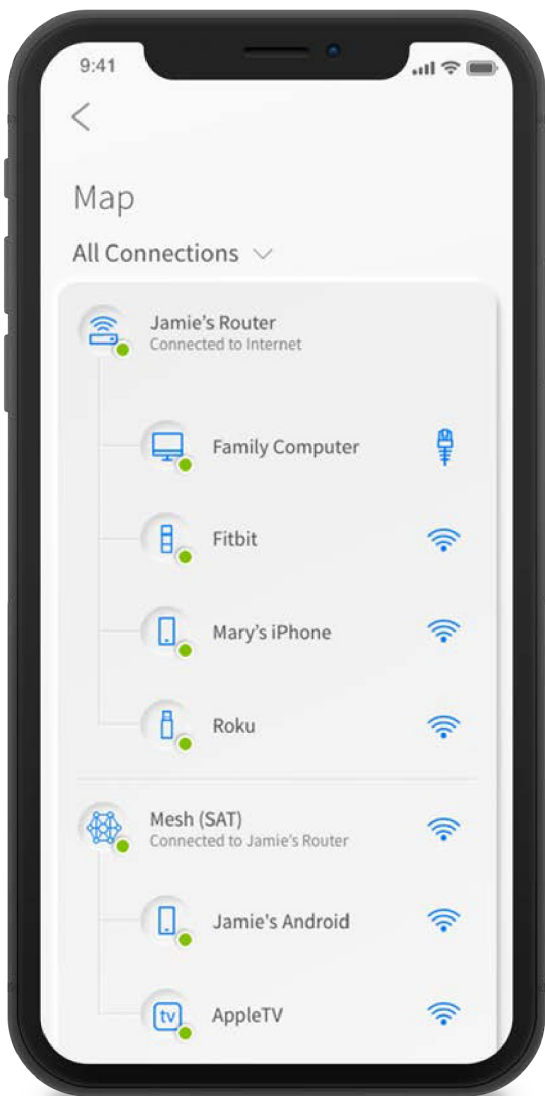 9:41
Map
All Connections
Jamie's Router
Connected to Internet
Family Computer
Fitbit
Mary's iPhone
Roku
Mesh (SAT)
Connected to Jamie's Router
Jamie's Android
tv
AppleTV